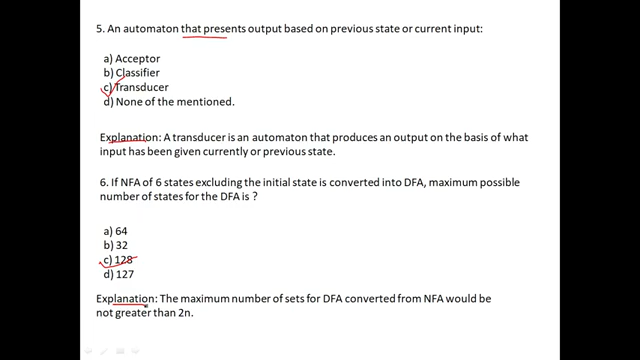 5. An automaton that presents output based on previous state or current input:
a) Acceptor
b) Classifier
c) Transducer
d) None of the mentioned.
Explanation: A transducer is an automaton that produces an output on the basis of what
input has been given currently or previous state.
6. If NFA of 6 states excluding the initial state is converted into DFA, maximum possible
number of states for the DFA is ?
a) 64
b) 32
c) 128
d) 127
Explanation: The maximum number of sets for DFA converted from NFA would be
not greater than 2n.